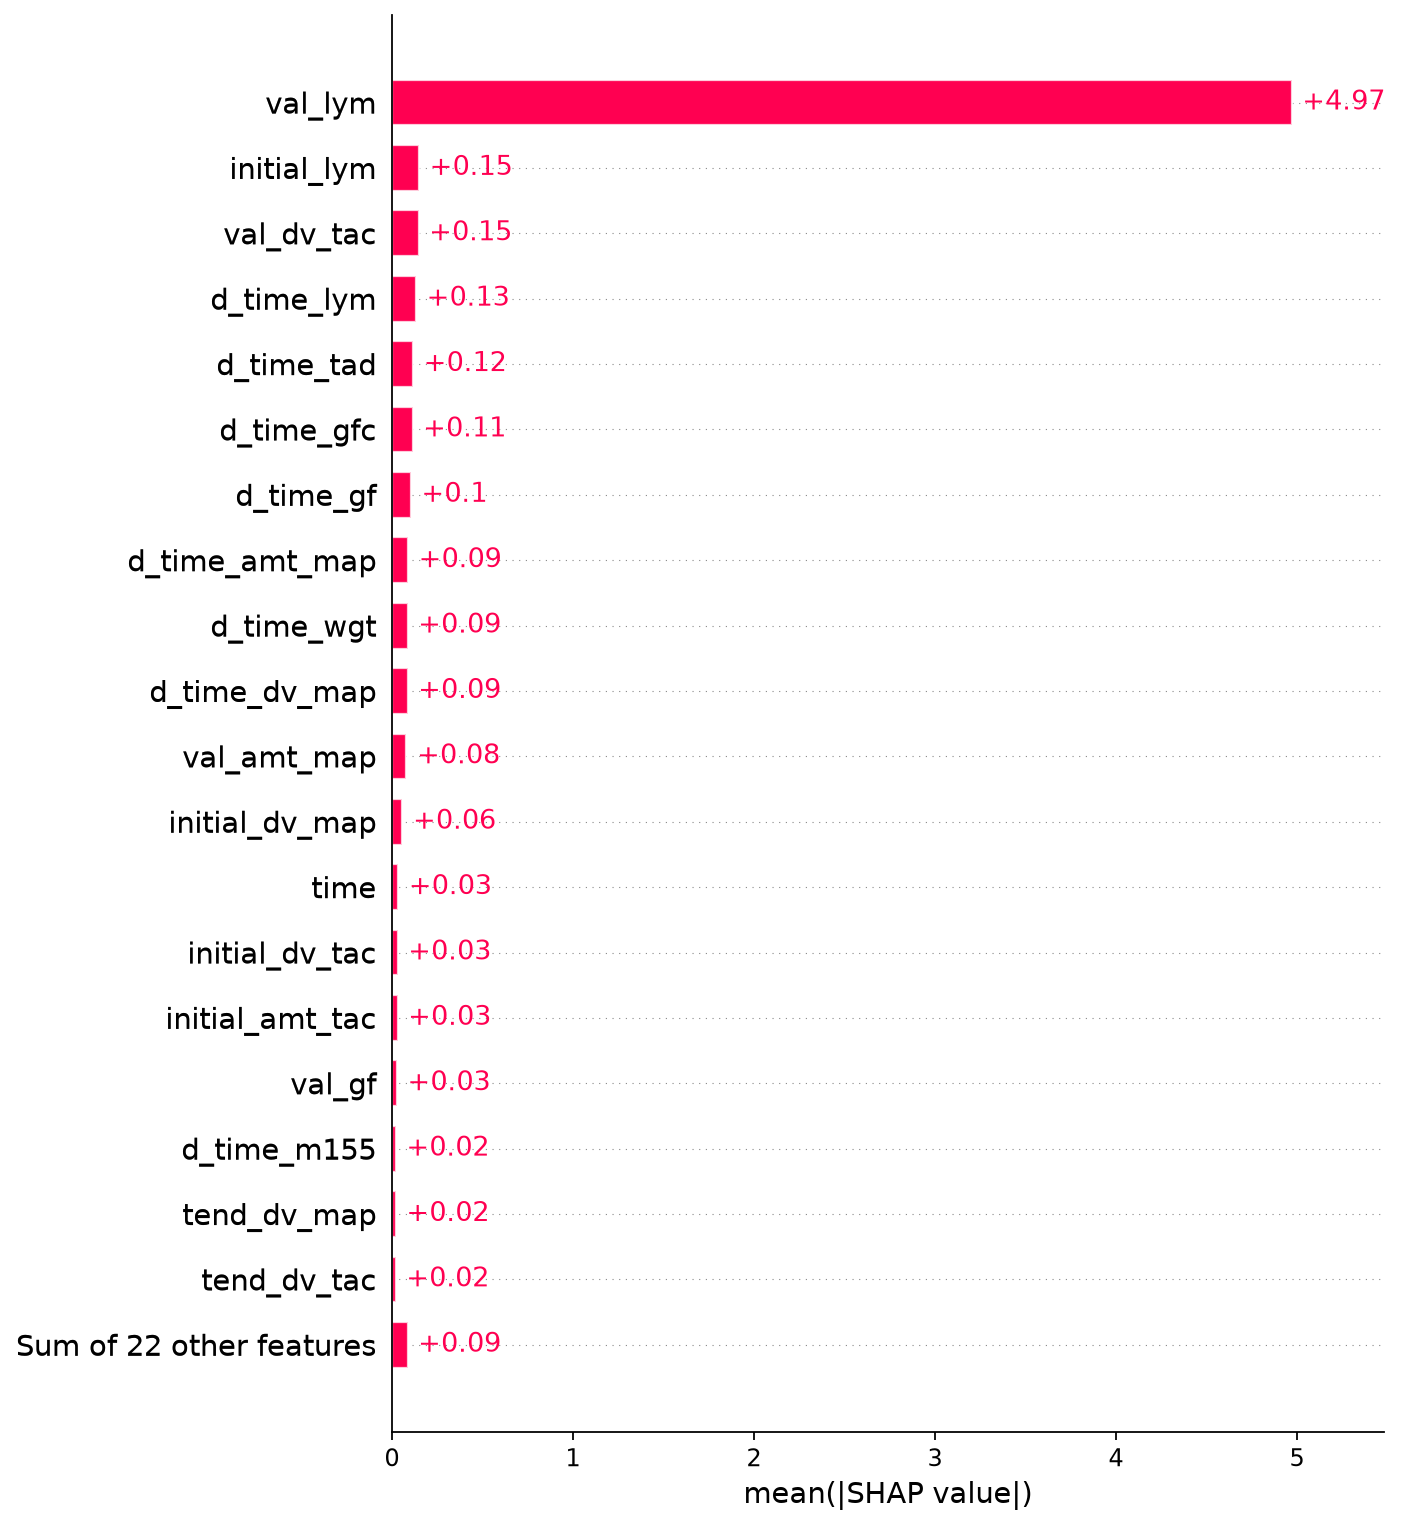 val_lym +4.97
initial_lym +0.15
val_dv_tac +0.15
d_time_lym +0.13
d_time_tad +0.12
d_time_gfc +0.11
d_time_gf +0.1
d_time_amt_map +0.09
d_time_wgt +0.09
d_time_dv_map +0.09
val_amt_map +0.08
initial_dv_map +0.06
time +0.03
initial_dv_tac +0.03
initial_amt_tac +0.03
val_gf +0.03
d_time_m155 +0.02
tend_dv_map +0.02
tend_dv_tac +0.02
Sum of 22 other features +0.09
0 1 2 3 4 5
mean(|SHAP value|)